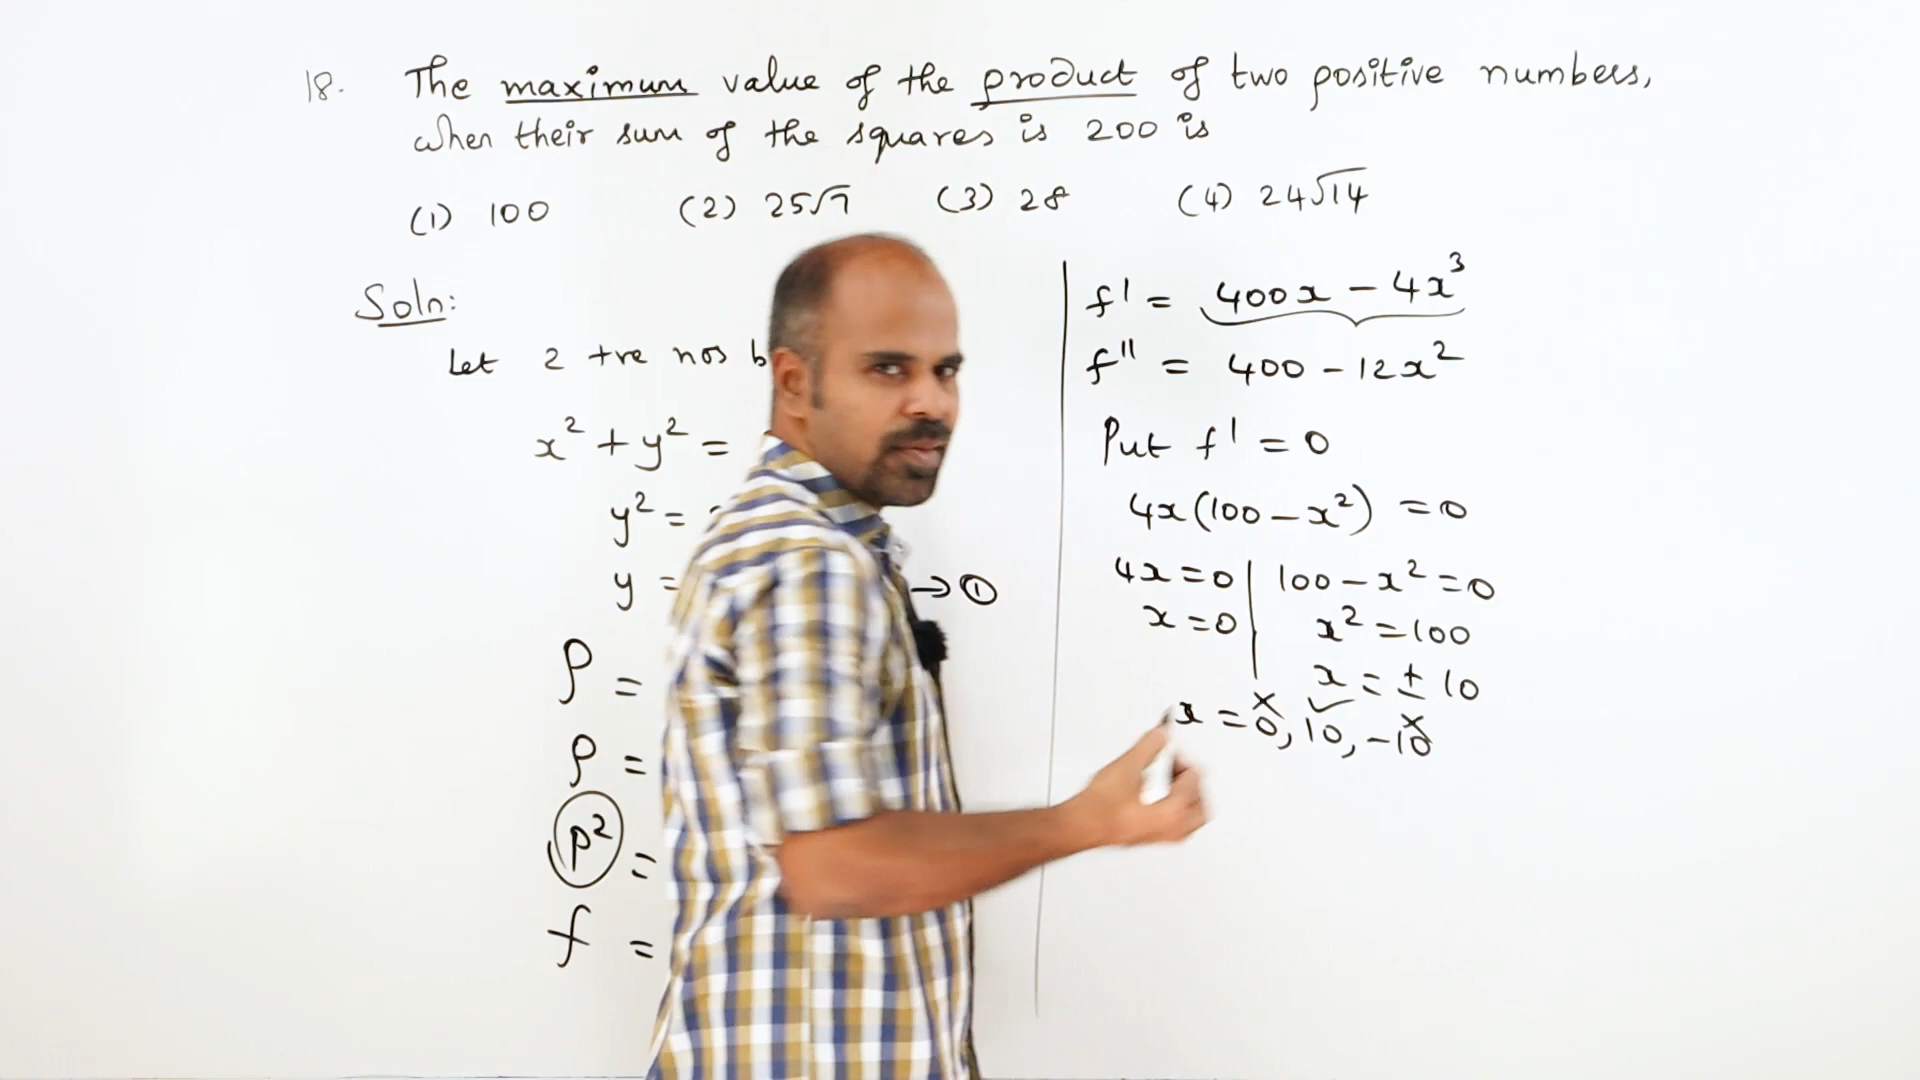 18. The maximum value of the product of two positive numbers,
when their sum of the squares is 200 is
(1) 100 (2) 25√7 (3) 28 (4) 24√14
Soln:
Let 2 +ve nos b
x² + y² =
y² =
y = → ①
P =
P =
P² =
f =
f' = 400x - 4x³
f'' = 400 - 12x²
Put f' = 0
4x(100 - x²) = 0
4x = 0 | 100 - x² = 0
x = 0 | x² = 100
x = ± 10
x = 0, 10, -10